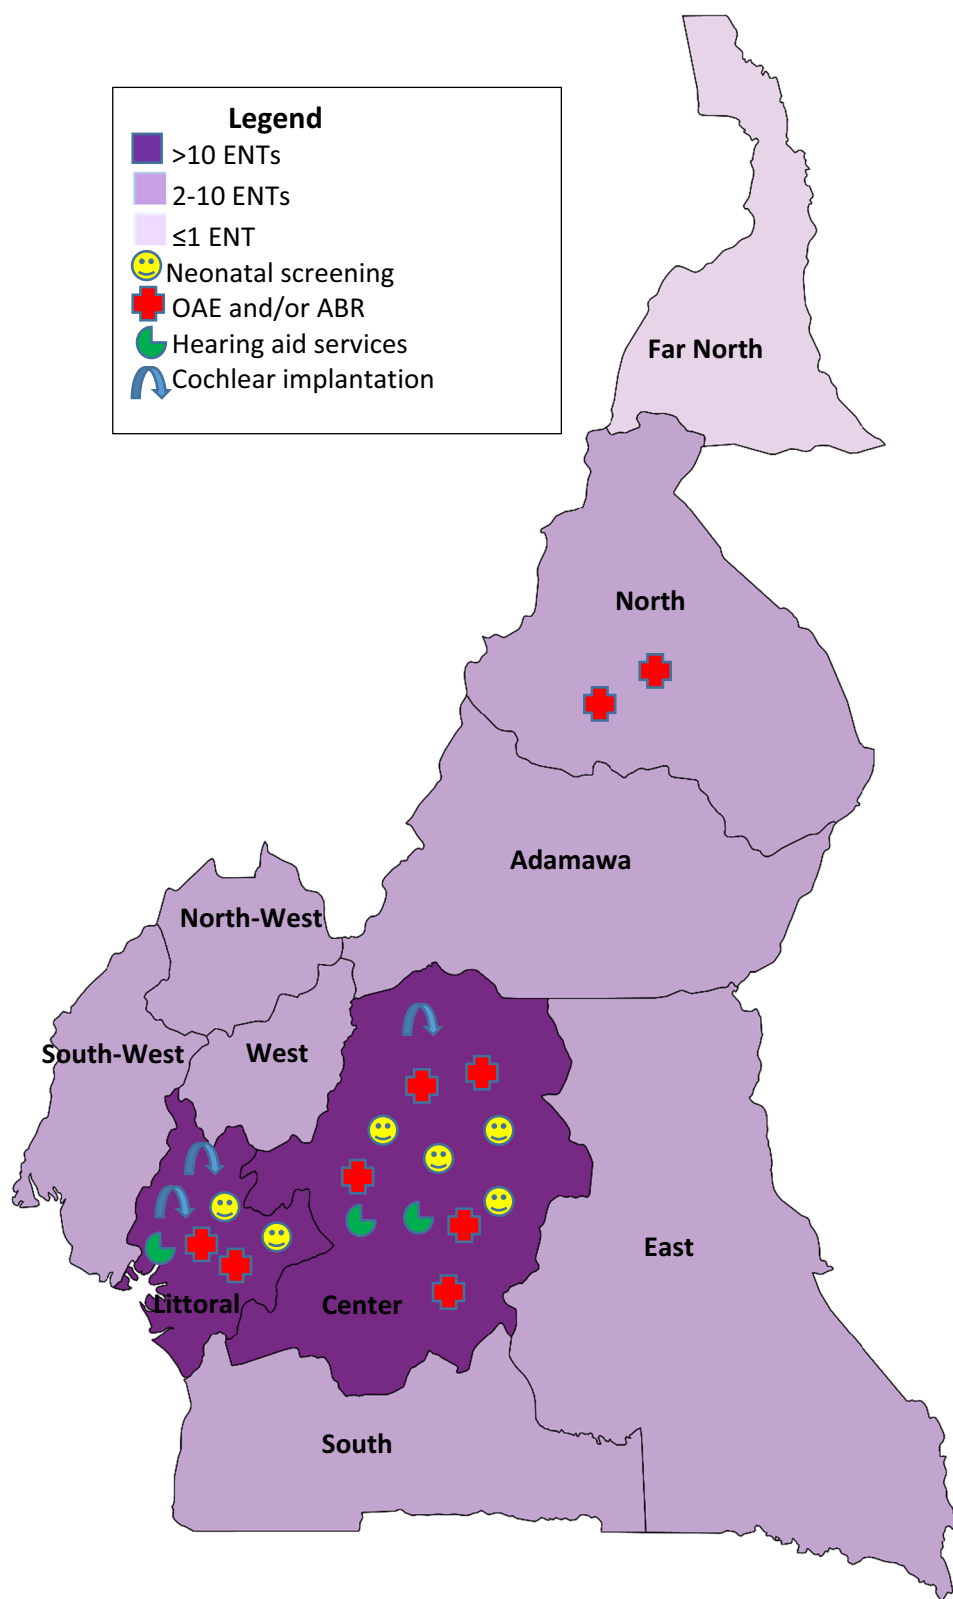 Legend
>10 ENTs
2-10 ENTs
≤1 ENT
Neonatal screening
OAE and/or ABR
Hearing aid services
Cochlear implantation
Far North
North
Adamawa
North-West
South-West
West
East
Littoral
Center
South